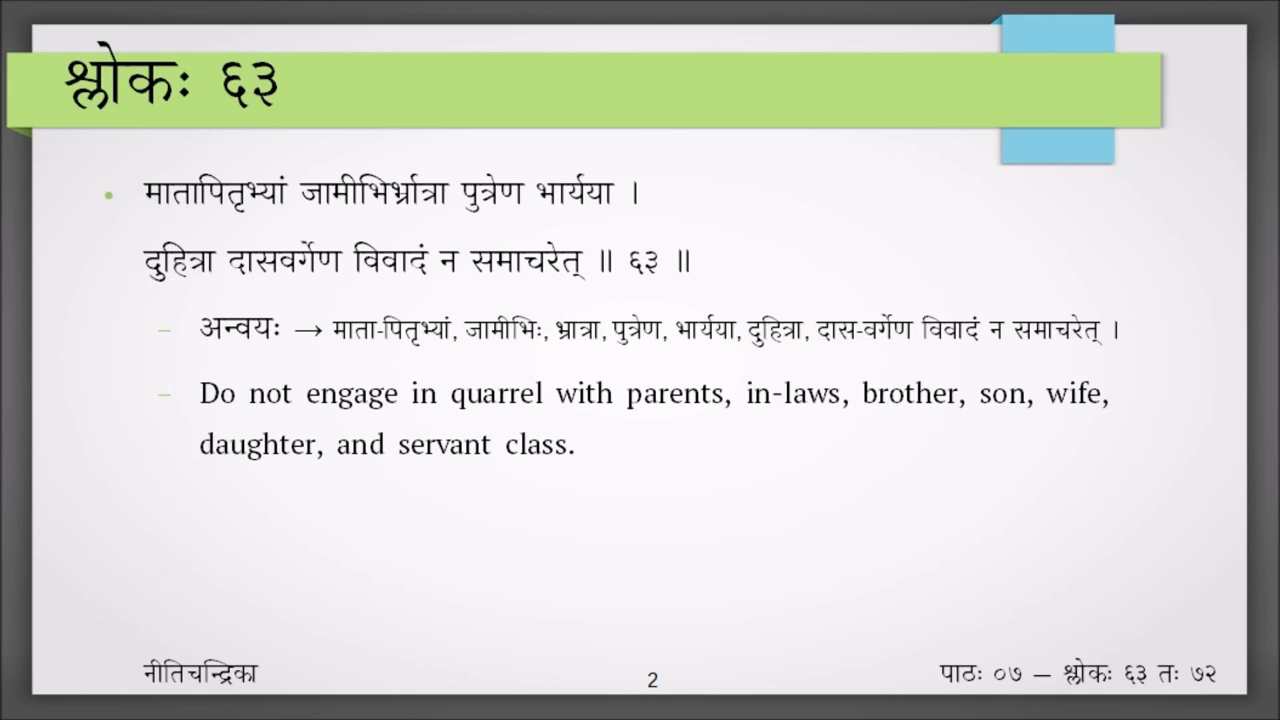 श्लोकः ६३
• मातापितृभ्यां जामीभिर्भ्रात्रा पुत्रेण भार्यया ।
दुहित्रा दासवर्गेण विवादं न समाचरेत् ॥ ६३ ॥
– अन्वयः → माता-पितृभ्यां, जामीभिः, भ्रात्रा, पुत्रेण, भार्यया, दुहित्रा, दास-वर्गेण विवादं न समाचरेत् ।
– Do not engage in quarrel with parents, in-laws, brother, son, wife,
daughter, and servant class.
नीतिचन्द्रिका 2 पाठः ०७ – श्लोकः ६३ तः ७२